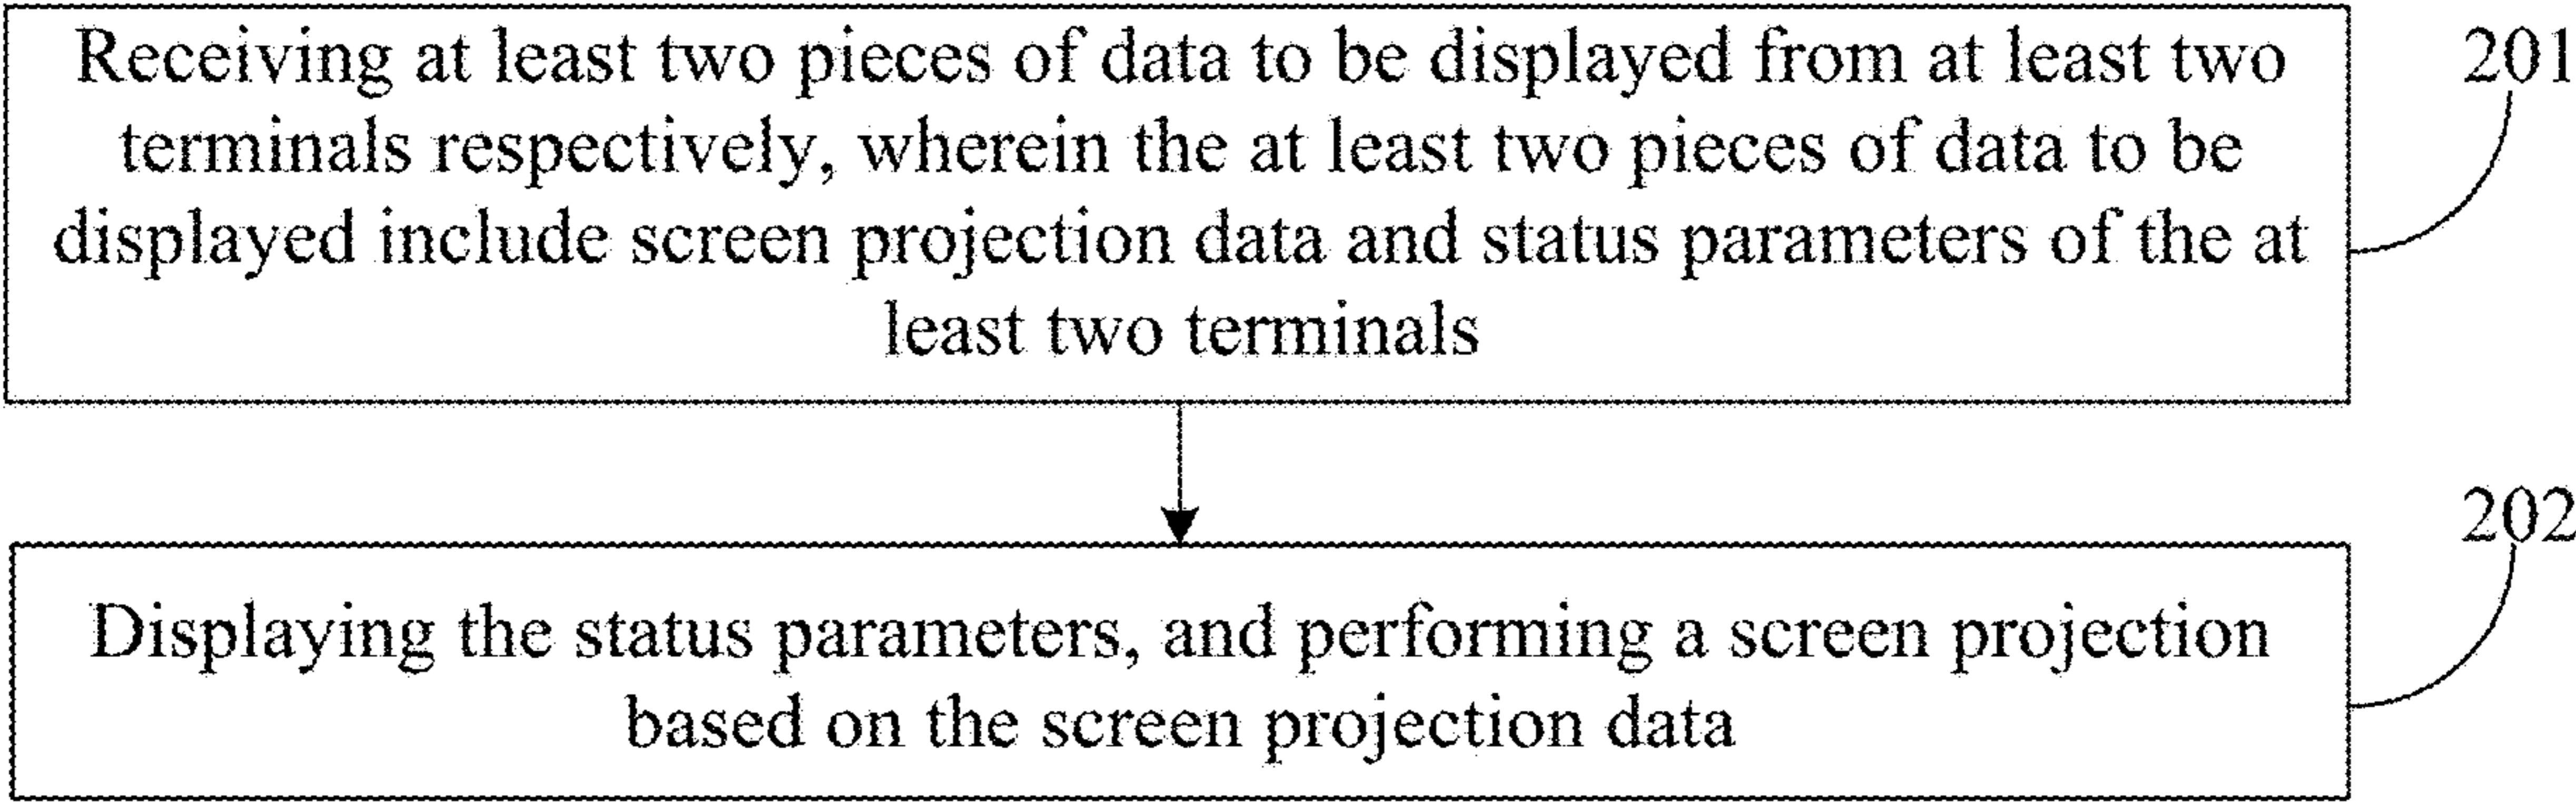 Receiving at least two pieces of data to be displayed from at least two
terminals respectively, wherein the at least two pieces of data to be
displayed include screen projection data and status parameters of the at
least two terminals
201
Displaying the status parameters, and performing a screen projection
based on the screen projection data
202